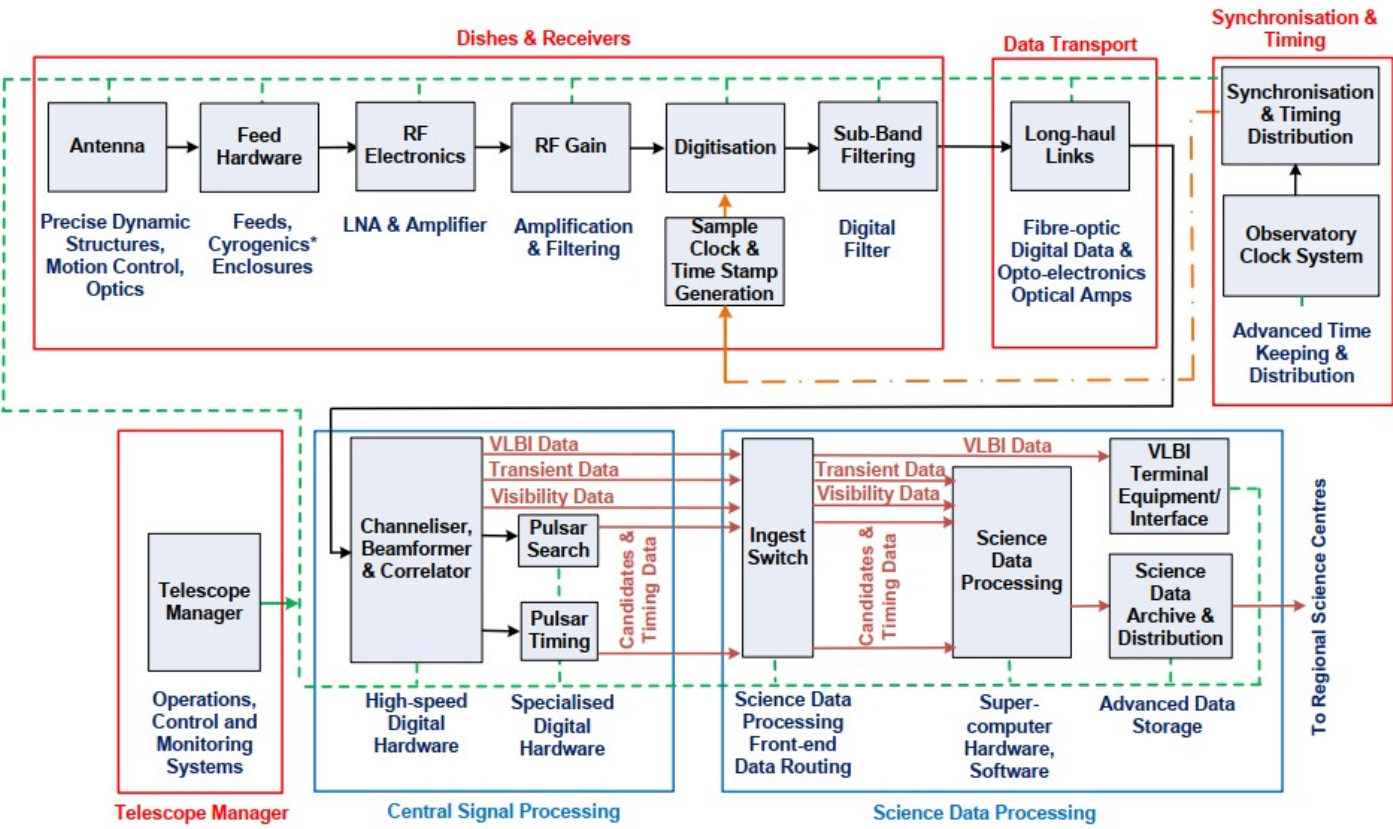 Synchronisation &
Timing
Dishes & Receivers
Data Transport
Antenna
Feed
Hardware
RF
Electronics
RF Gain
Digitisation
Sub-Band
Filtering
Long-haul
Links
Synchronisation
& Timing
Distribution
Precise Dynamic
Structures,
Motion Control,
Optics
Feeds,
Cyrogenics*
Enclosures
LNA & Amplifier
Amplification
& Filtering
Sample
Clock &
Time Stamp
Generation
Digital
Filter
Fibre-optic
Digital Data &
Opto-electronics
Optical Amps
Observatory
Clock System
Advanced Time
Keeping &
Distribution
Telescope
Manager
Operations,
Control and
Monitoring
Systems
Telescope Manager
Channeliser,
Beamformer
& Correlator
VLBI Data
Transient Data
Visibility Data
Pulsar
Search
Pulsar
Timing
Candidates &
Timing Data
High-speed
Digital
Hardware
Specialised
Digital
Hardware
Central Signal Processing
Ingest
Switch
VLBI Data
Transient Data
Visibility Data
Candidates &
Timing Data
Science
Data
Processing
VLBI
Terminal
Equipment/
Interface
Science
Data
Archive &
Distribution
Science Data
Processing
Front-end
Data Routing
Super-
computer
Hardware,
Software
Advanced Data
Storage
Science Data Processing
To Regional Science Centres